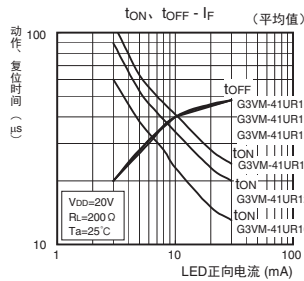 tON、tOFF - IF
(平均值)
动作、复位时间 (μs)
100
10
tOFF
G3VM-41UR1
G3VM-41UR1
G3VM-41UR1
tON
G3VM-41UR1
tON
G3VM-41UR1
tON
G3VM-41UR1
VDD=20V
RL=200 Ω
Ta=25℃
1
10
100
LED正向电流 (mA)